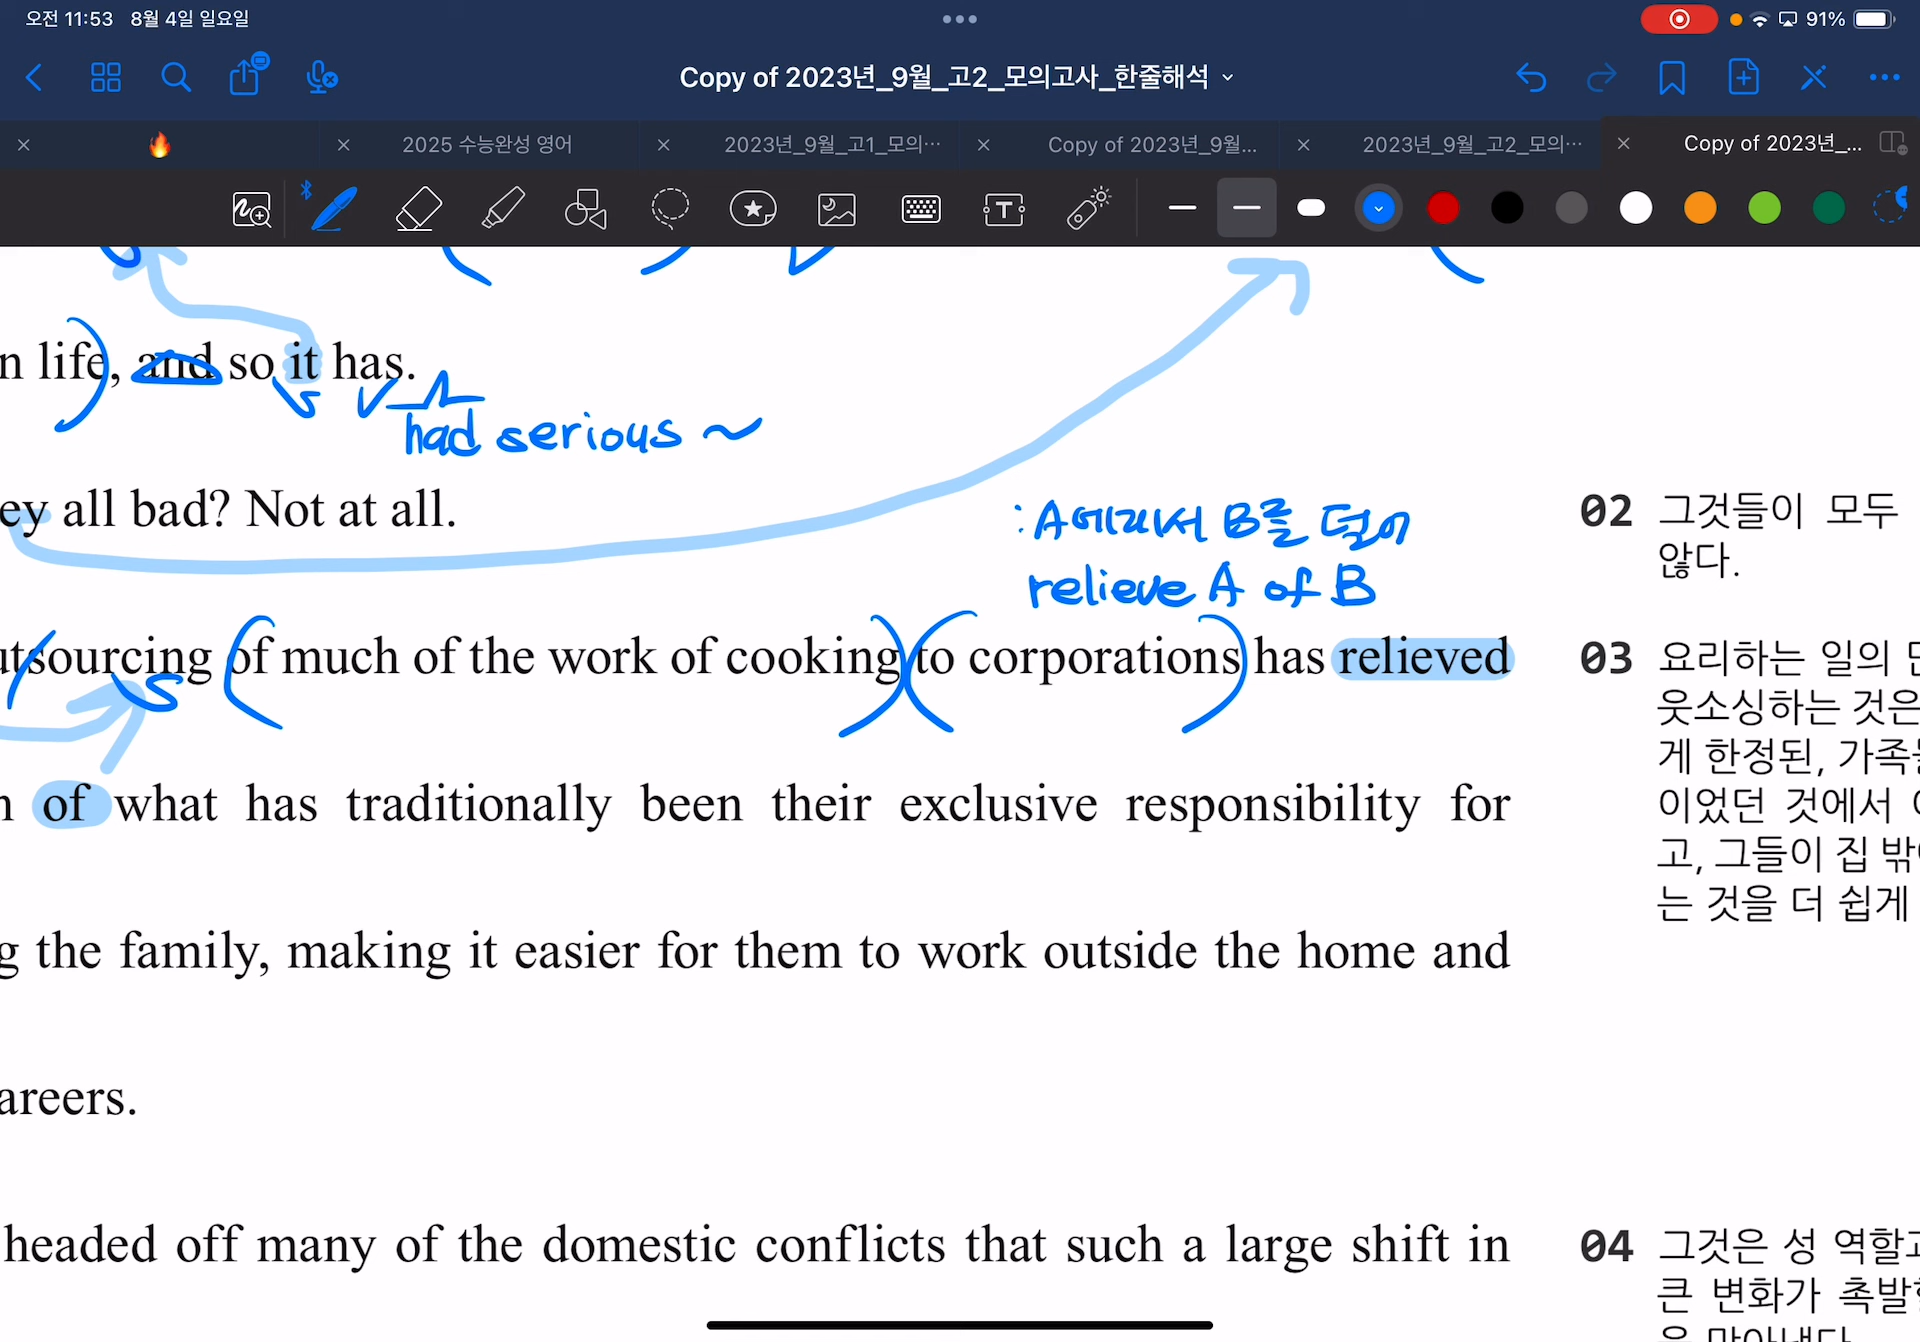 오전 11:53 8월 4일 일요일
91%
Copy of 2023년_9월_고2_모의고사_한줄해석
2025 수능완성 영어
2023년_9월_고1_모의…
Copy of 2023년_9월...
2023년_9월_고2_모의…
Copy of 2023년_...
n life), and so it has.
S V
had serious ~
ey all bad? Not at all.
02 그것들이 모두
않다.
: A에게서 B를 덜어
relieve A of B
utsourcing of much of the work of cooking to corporations has relieved
S
03 요리하는 일의
웃소싱하는 것은
게 한정된, 가족
이었던 것에서
고, 그들이 집 밖
는 것을 더 쉽게
n of what has traditionally been their exclusive responsibility for
g the family, making it easier for them to work outside the home and
areers.
headed off many of the domestic conflicts that such a large shift in
04 그것은 성 역할
큰 변화가 촉발